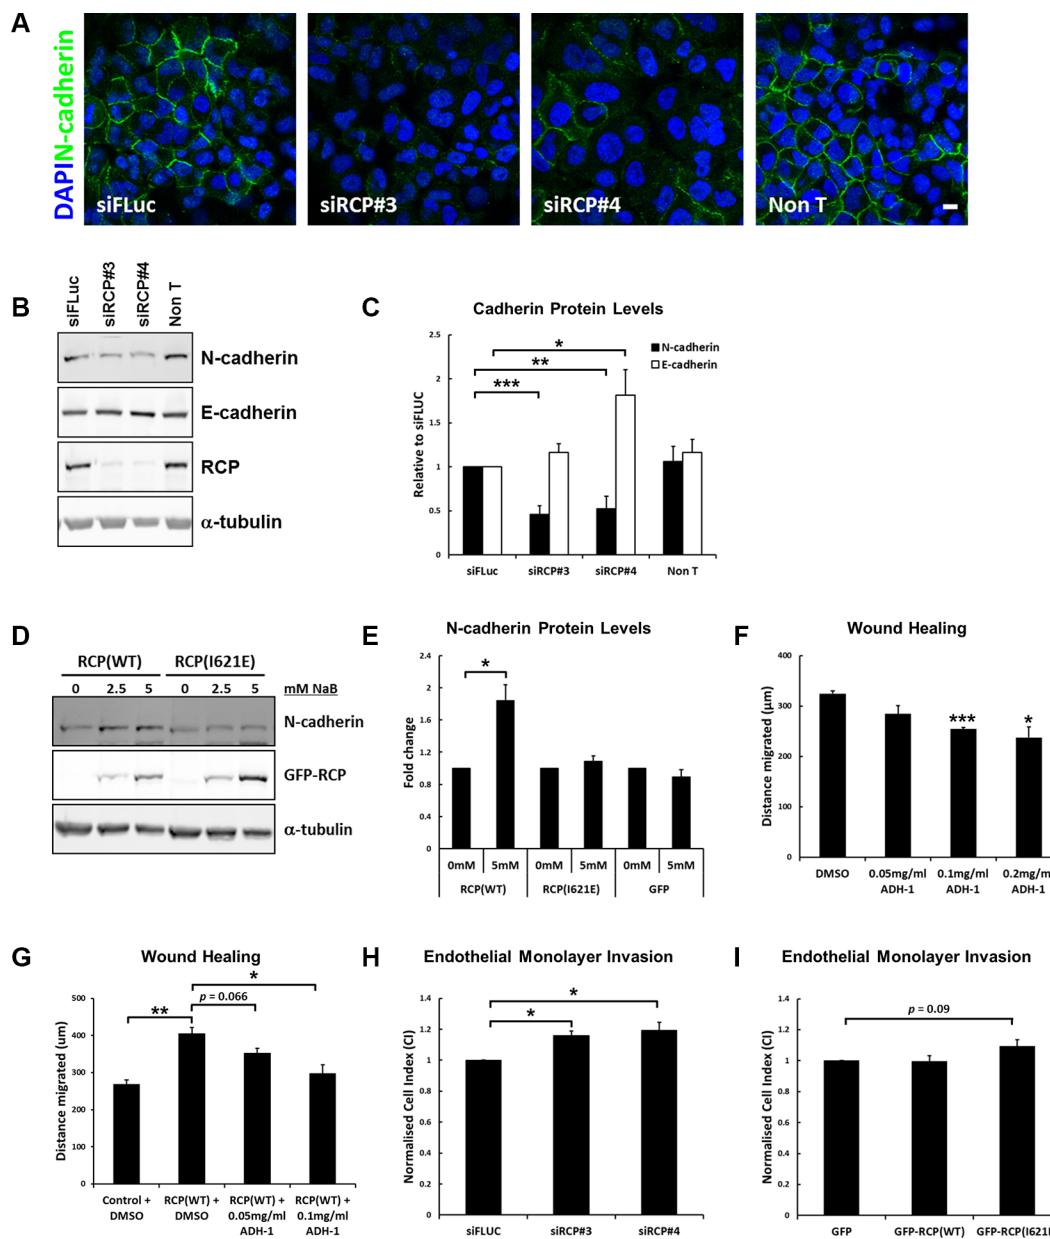 A
DAPI N-cadherin
siFLuc
siRCP#3
siRCP#4
Non T
B
siFLuc
siRCP#3
siRCP#4
Non T
N-cadherin
E-cadherin
RCP
α-tubulin
C
Cadherin Protein Levels
Relative to siFLUC
2.5
2
1.5
1
0.5
0
N-cadherin
E-cadherin
*
**
***
siFLuc
siRCP#3
siRCP#4
Non T
D
RCP(WT)
RCP(I621E)
0 2.5 5 0 2.5 5 mM NaB
N-cadherin
GFP-RCP
α-tubulin
E
N-cadherin Protein Levels
Fold change
2.4
2
1.6
1.2
0.8
0.4
0
*
0mM 5mM 0mM 5mM 0mM 5mM
RCP(WT) RCP(I621E) GFP
F
Wound Healing
Distance migrated (µm)
400
300
200
100
0
***
*
DMSO
0.05mg/ml
ADH-1
0.1mg/ml
ADH-1
0.2mg/m
ADH-1
G
Wound Healing
Distance migrated (um)
500
400
300
200
100
0
*
p = 0.066
**
Control +
DMSO
RCP(WT) +
DMSO
RCP(WT) +
0.05mg/ml
ADH-1
RCP(WT) +
0.1mg/ml
ADH-1
H
Endothelial Monolayer Invasion
Normalised Cell Index (CI)
1.4
1.2
1
0.8
0.6
0.4
0.2
0
*
*
siFLUC
siRCP#3
siRCP#4
I
Endothelial Monolayer Invasion
Normalised Cell Index (CI)
1.4
1.2
1
0.8
0.6
0.4
0.2
0
p = 0.09
GFP
GFP-RCP(WT)
GFP-RCP(I621E